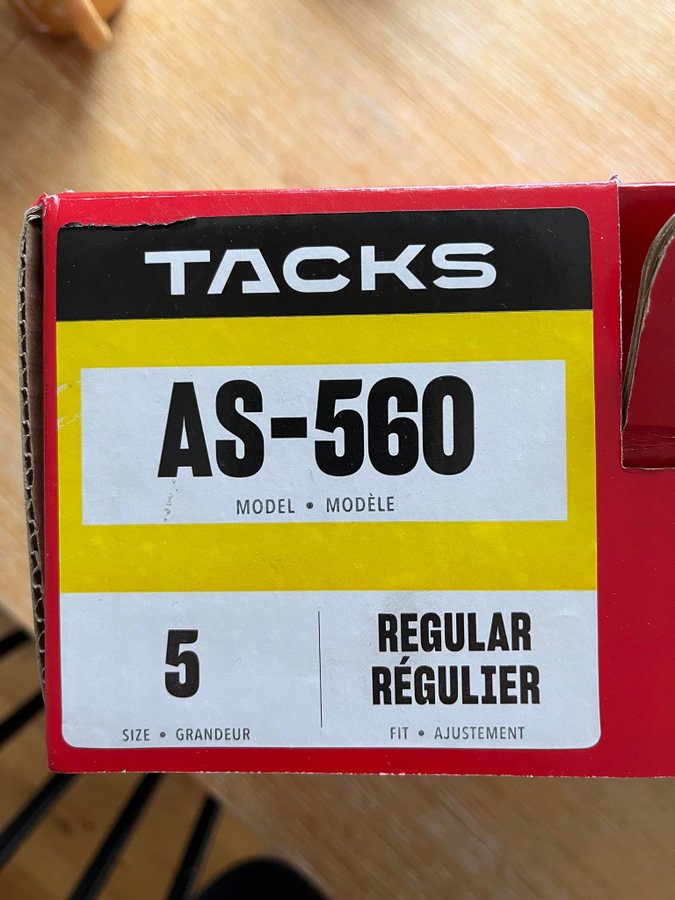 TACKS
AS-560
MODEL • MODÈLE
5
SIZE • GRANDEUR
REGULAR
RÉGULIER
FIT • AJUSTEMENT